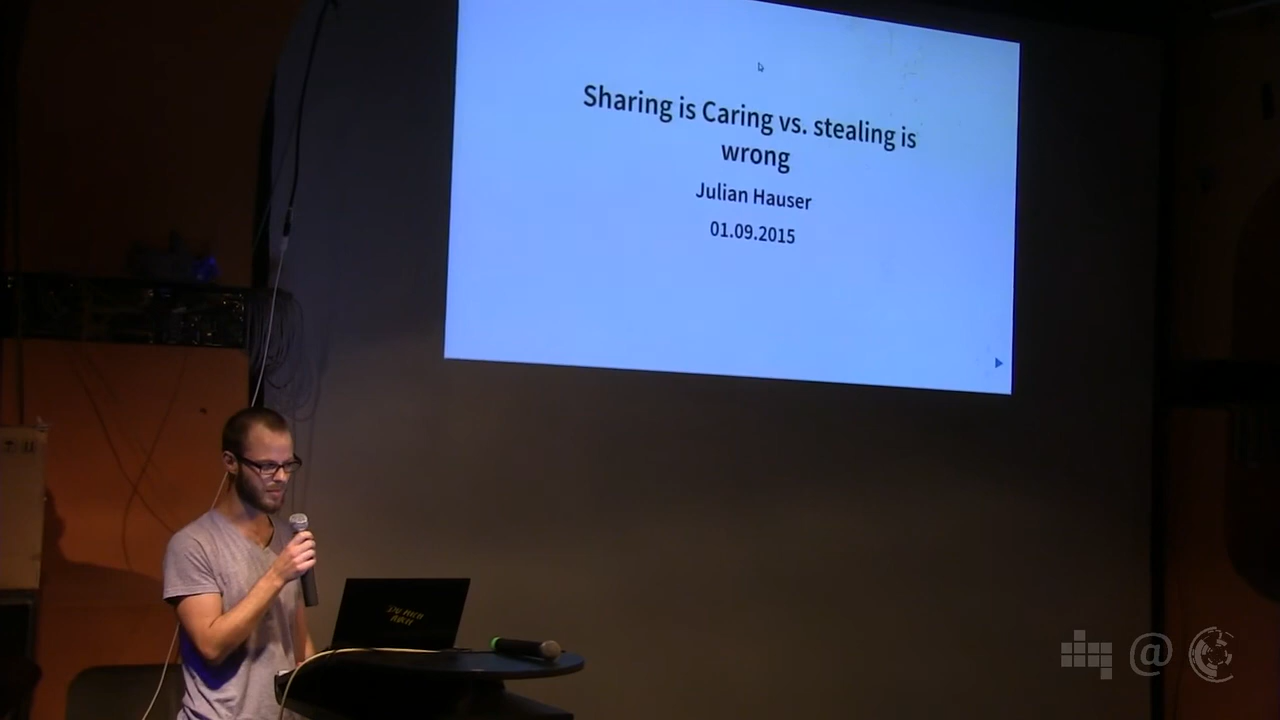 Sharing is Caring vs. stealing is
wrong
Julian Hauser
01.09.2015
@